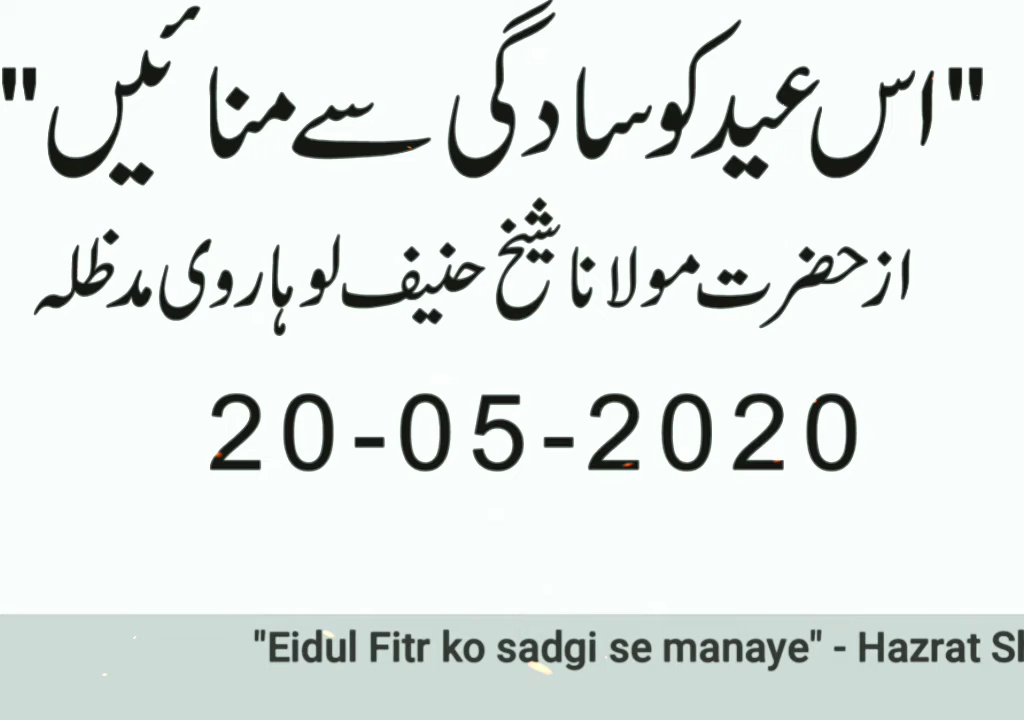 "اس عید کو سادگی سے منائیں"
از حضرت مولانا شیخ حنیف لوہاروی مدظلہ
20-05-2020
"Eidul Fitr ko sadgi se manaye" - Hazrat